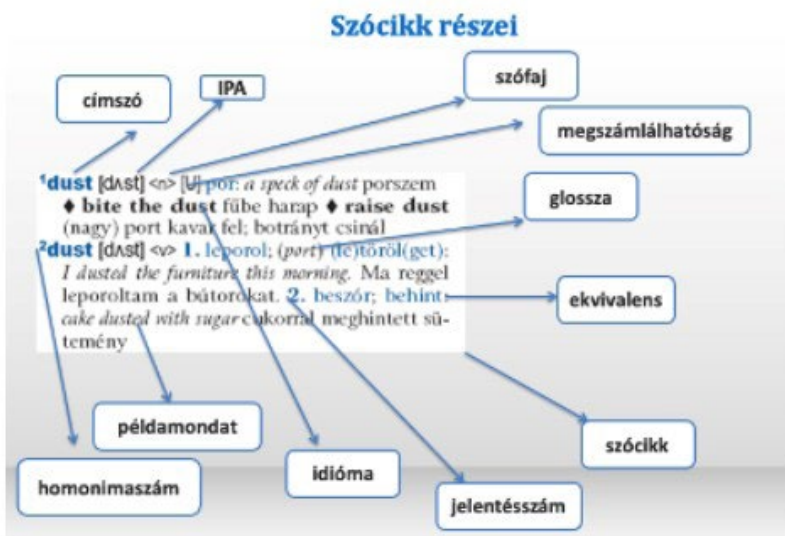 Szócikk részei
címszó
IPA
szófaj
megszámlálhatóság
¹dust [dʌst] <n> [U] por: a speck of dust porszem
♦ bite the dust fűbe harap ♦ raise dust
(nagy) port kavar fel; botrányt csinál
²dust [dʌst] <v> 1. leporol; (port) (le)töröl(get):
I dusted the furniture this morning. Ma reggel
leporoltam a bútorokat. 2. beszór; behint:
cake dusted with sugar cukorral meghintett sü-
temény
glossza
ekvivalens
példamondat
szócikk
homonimaszám
idióma
jelentésszám